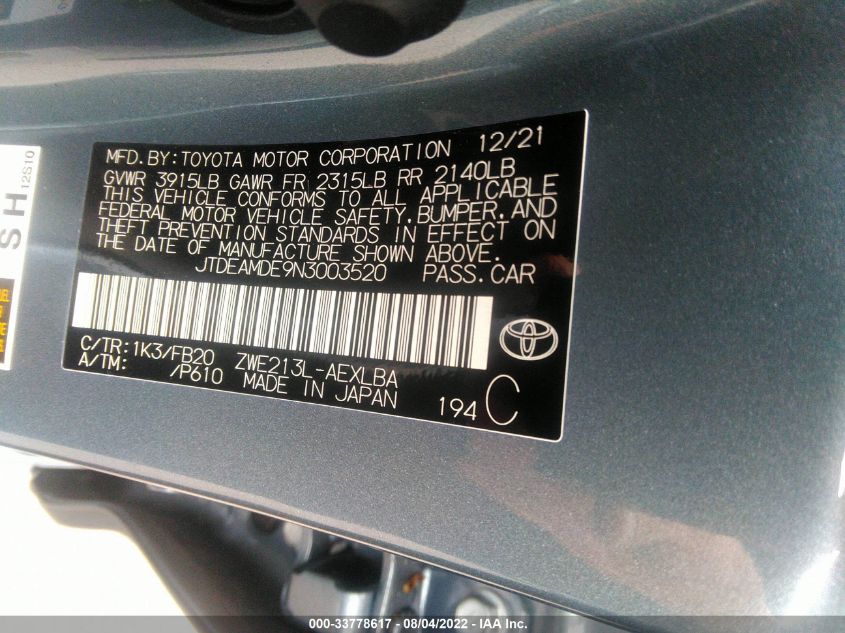 MFD.BY:TOYOTA MOTOR CORPORATION 12/21
GVWR 3915LB GAWR FR 2315LB RR 2140LB
THIS VEHICLE CONFORMS TO ALL APPLICABLE
FEDERAL MOTOR VEHICLE SAFETY, BUMPER, AND
THEFT PREVENTION STANDARDS IN EFFECT ON
THE DATE OF MANUFACTURE SHOWN ABOVE.
JTDEAMDE9N3003520 PASS.CAR
C/TR:1K3/FB20 ZWE213L-AEXLBA
A/TM: /P610 MADE IN JAPAN
194 C
SH
12S10
000-33778617 - 08/04/2022 - IAA Inc.